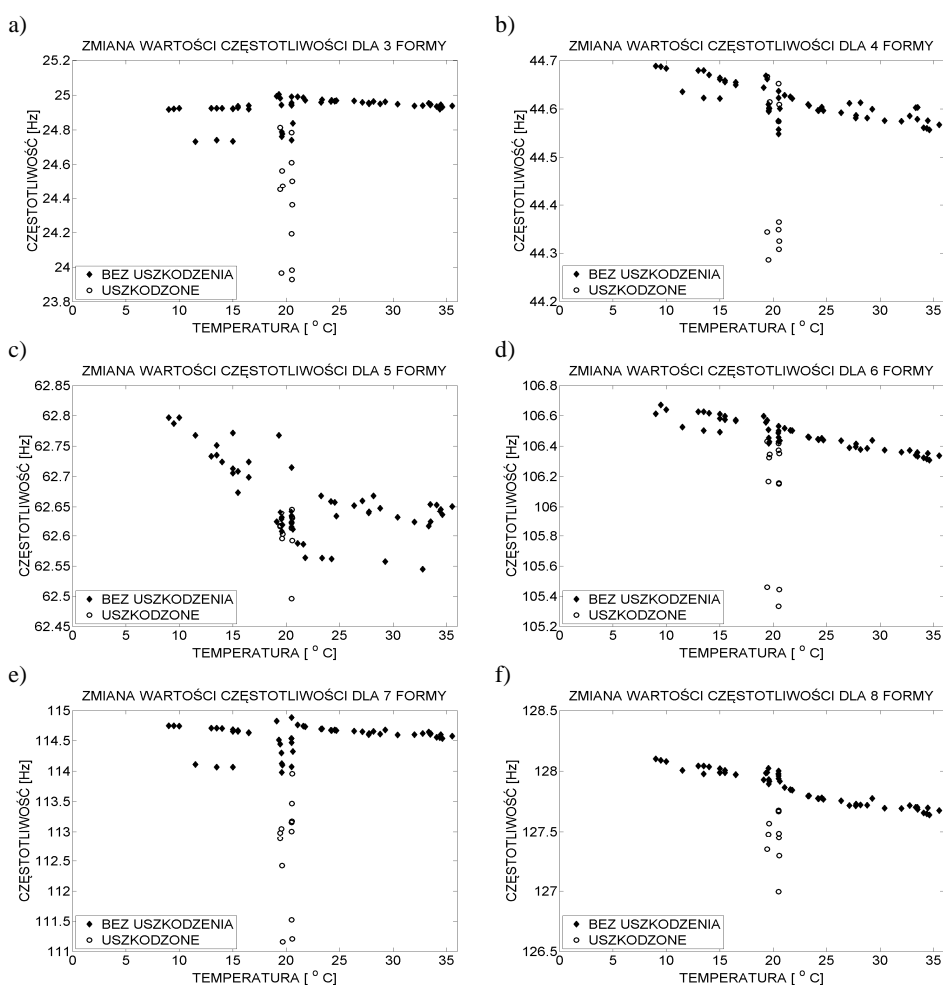 a)
ZMIANA WARTOŚCI CZĘSTOTLIWOŚCI DLA 3 FORMY
25.2
25
24.8
24.6
24.4
24.2
24
23.8
CZĘSTOTLIWOŚĆ [Hz]
BEZ USZKODZENIA
USZKODZONE
0 5 10 15 20 25 30 35
TEMPERATURA [ ° C]
b)
ZMIANA WARTOŚCI CZĘSTOTLIWOŚCI DLA 4 FORMY
44.7
44.6
44.5
44.4
44.3
44.2
CZĘSTOTLIWOŚĆ [Hz]
BEZ USZKODZENIA
USZKODZONE
0 5 10 15 20 25 30 35
TEMPERATURA [ ° C]
c)
ZMIANA WARTOŚCI CZĘSTOTLIWOŚCI DLA 5 FORMY
62.85
62.8
62.75
62.7
62.65
62.6
62.55
62.5
62.45
CZĘSTOTLIWOŚĆ [Hz]
BEZ USZKODZENIA
USZKODZONE
0 5 10 15 20 25 30 35
TEMPERATURA [ ° C]
d)
ZMIANA WARTOŚCI CZĘSTOTLIWOŚCI DLA 6 FORMY
106.8
106.6
106.4
106.2
106
105.8
105.6
105.4
105.2
CZĘSTOTLIWOŚĆ [Hz]
BEZ USZKODZENIA
USZKODZONE
0 5 10 15 20 25 30 35
TEMPERATURA [ ° C]
e)
ZMIANA WARTOŚCI CZĘSTOTLIWOŚCI DLA 7 FORMY
115
114.5
114
113.5
113
112.5
112
111.5
111
CZĘSTOTLIWOŚĆ [Hz]
BEZ USZKODZENIA
USZKODZONE
0 5 10 15 20 25 30 35
TEMPERATURA [ ° C]
f)
ZMIANA WARTOŚCI CZĘSTOTLIWOŚCI DLA 8 FORMY
128.5
128
127.5
127
126.5
CZĘSTOTLIWOŚĆ [Hz]
BEZ USZKODZENIA
USZKODZONE
0 5 10 15 20 25 30 35
TEMPERATURA [ ° C]